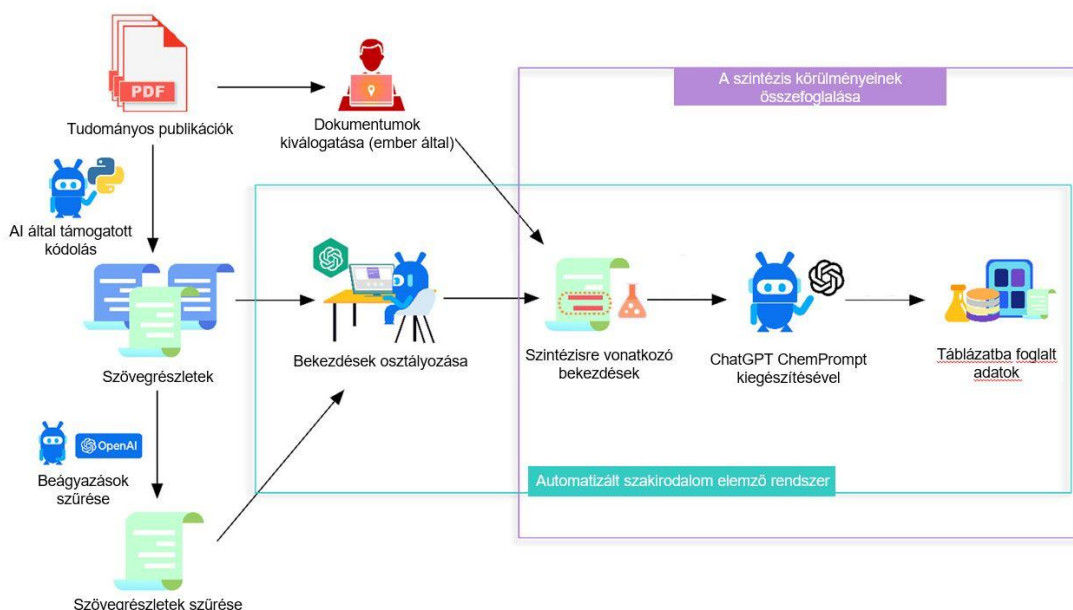 PDF
Tudományos publikációk
Dokumentumok
kiválogatása (ember által)
A szintézis körülményeinek
összefoglalása
AI által támogatott
kódolás
Szövegrészletek
Bekezdések osztályozása
Szintézisre vonatkozó
bekezdések
ChatGPT ChemPrompt
kiegészítésével
Táblázatba foglalt
adatok
OpenAI
Beágyazások
szűrése
Automatizált szakirodalom elemző rendszer
Szövegrészletek szűrése